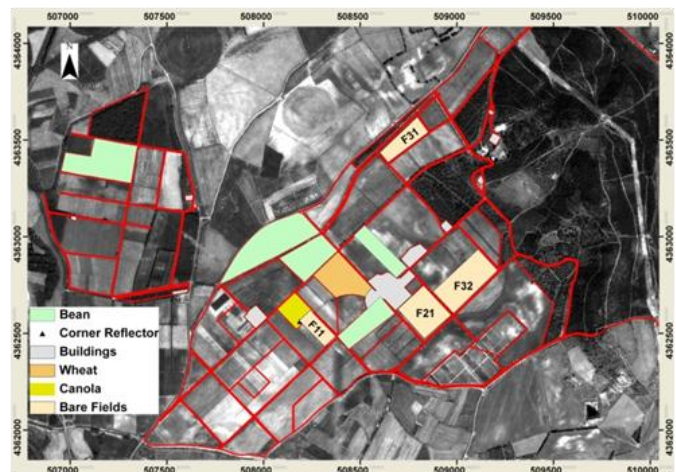 507000 507500 508000 508500 509000 509500 510000
4364000 4364000
N
4363500 4363500
F31
4363000 4363000
F32
F21
F11
4362500 4362500
4362000 4362000
Bean
Corner Reflector
Buildings
Wheat
Canola
Bare Fields
507000 507500 508000 508500 509000 509500 510000